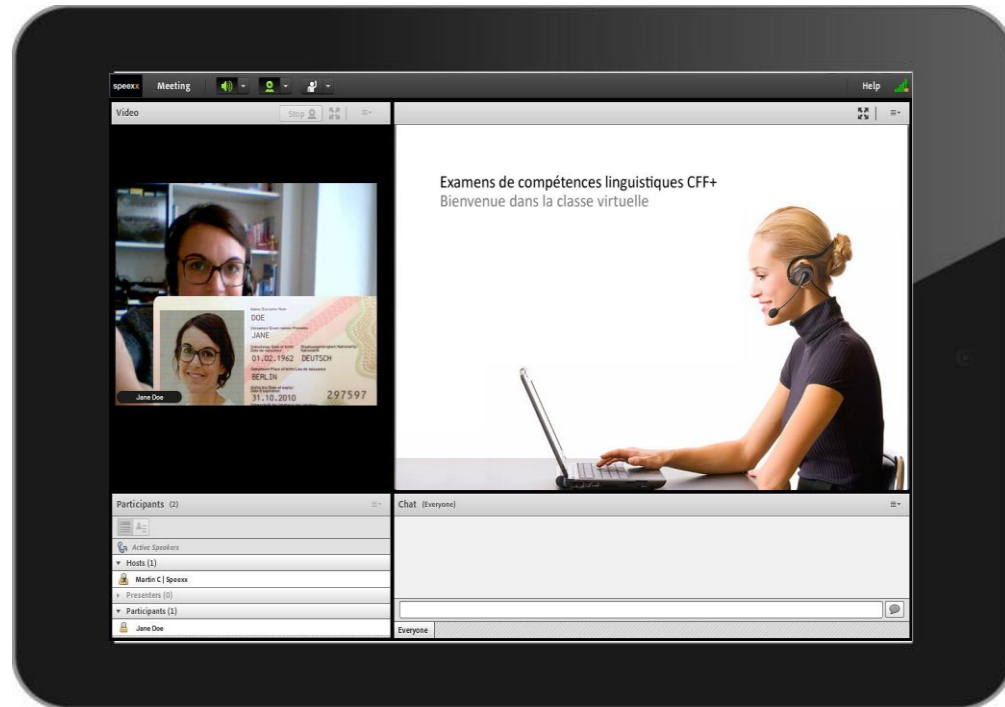 speexx Meeting Help
Video
Stop
Examens de compétences linguistiques CFF+
Bienvenue dans la classe virtuelle
DOE
JANE
01.02.1962 DEUTSCH
BERLIN
31.10.2010 297597
Jane Doe
Participants (2)
Active Speakers
Hosts (1)
Martin C | Speexx
Presenters (0)
Participants (1)
Jane Doe
Chat (Everyone)
Everyone